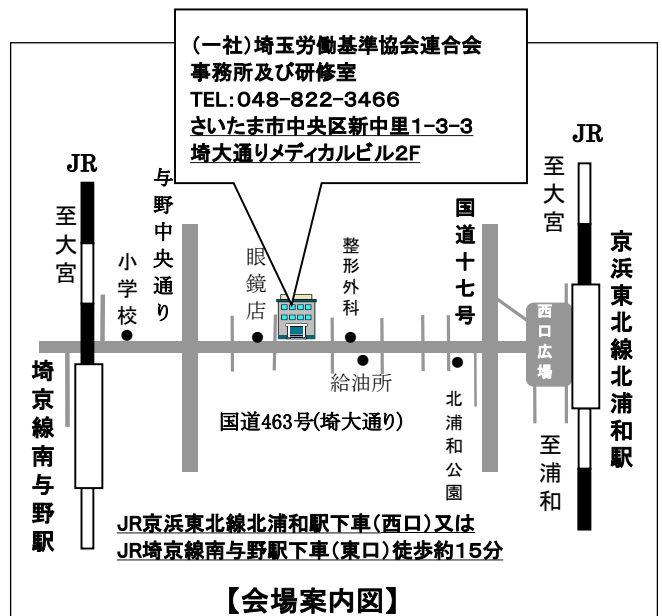 （一社）埼玉労働基準協会連合会
事務所及び研修室
TEL：048-822-3466
さいたま市中央区新中里1-3-3
埼大通りメディカルビル2F
JR
至大宮
小学校
与野中央通り
眼鏡店
整形外科
国道十七号
JR
至大宮
京浜東北線北浦和駅
西口広場
埼京線南与野駅
給油所
国道463号(埼大通り)
北浦和公園
至浦和
JR京浜東北線北浦和駅下車（西口）又は
JR埼京線南与野駅下車（東口）徒歩約15分
【会場案内図】